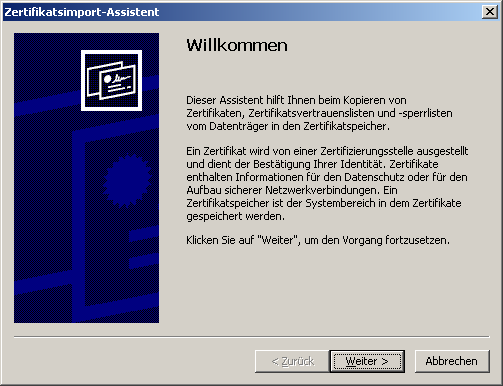 Zertifikatsimport-Assistent
Willkommen
Dieser Assistent hilft Ihnen beim Kopieren von
Zertifikaten, Zertifikatsvertrauenslisten und -sperrlisten
vom Datenträger in den Zertifikatspeicher.
Ein Zertifikat wird von einer Zertifizierungsstelle ausgestellt
und dient der Bestätigung Ihrer Identität. Zertifikate
enthalten Informationen für den Datenschutz oder für den
Aufbau sicherer Netzwerkverbindungen. Ein
Zertifikatspeicher ist der Systembereich in dem Zertifikate
gespeichert werden.
Klicken Sie auf "Weiter", um den Vorgang fortzusetzen.
< Zurück Weiter > Abbrechen